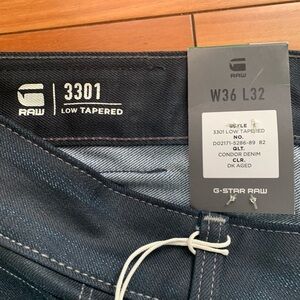 RAW
3301
LOW TAPERED
RAW
W36 L32
STYLE
3301 LOW TAPERED
NO.
D02171-5286-89 82
QLT.
CONDOR DENIM
CLR.
DK AGED
G-STAR RAW